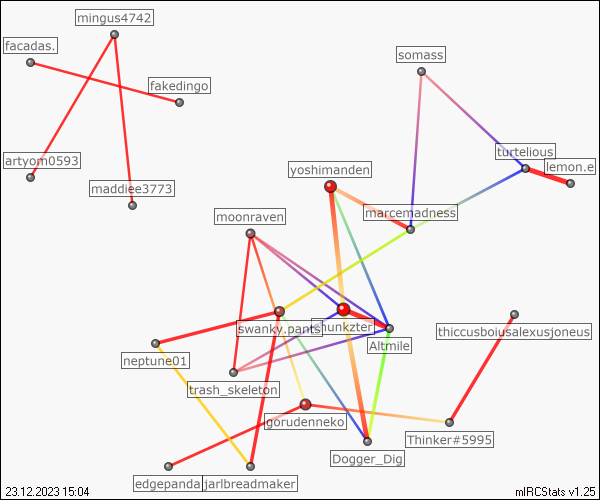 mingus4742
facadas.
fakedingo
somass
turtelious
artyom0593
lemon.e
yoshimanden
maddiee3773
moonraven
marcemadness
swanky.pants
hunkzter
thiccusboiusalexusjoneus
Altmile
neptune01
trash_skeleton
gorudenneko
Thinker#5995
Dogger_Dig
edgepanda
jarlbreadmaker
23.12.2023 15:04
mIRCStats v1.25